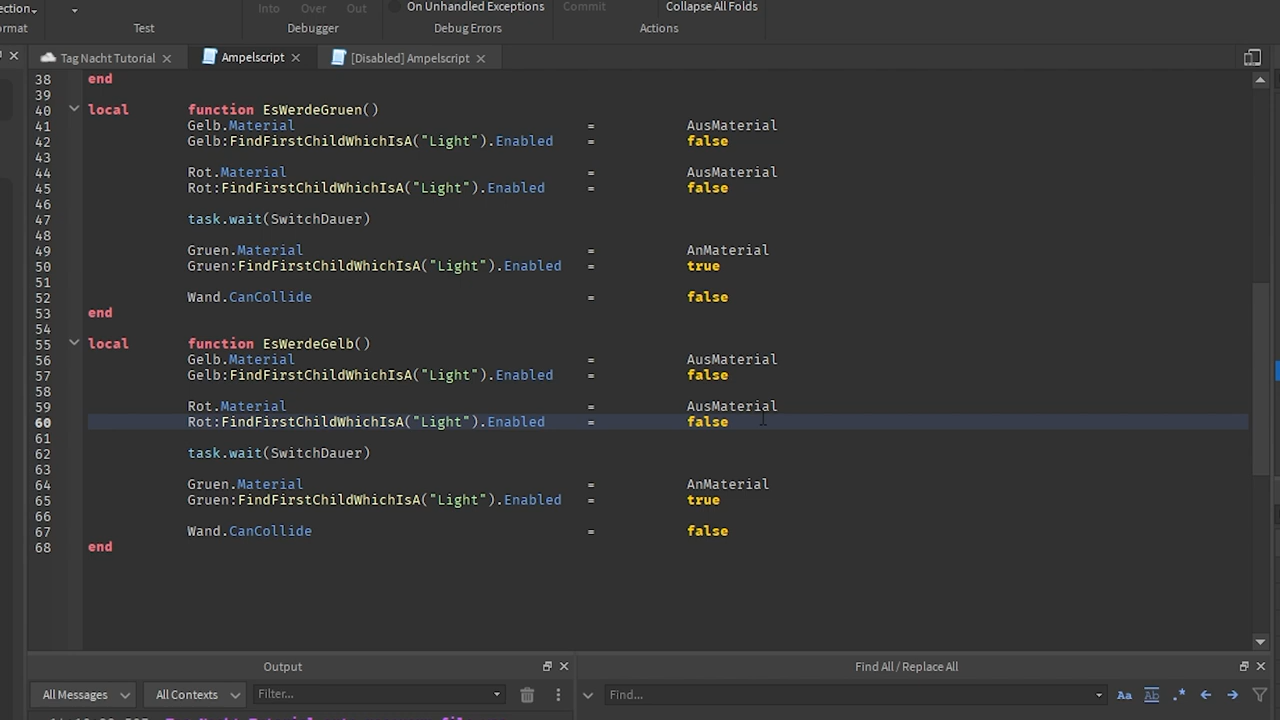 ection
Into Over Out
On Unhandled Exceptions
Commit
Collapse All Folds
rmat
Test
Debugger
Debug Errors
Actions
Tag Nacht Tutorial
Ampelscript
[Disabled] Ampelscript
38 end
39
40 local function EsWerdeGruen()
41 Gelb.Material = AusMaterial
42 Gelb:FindFirstChildWhichIsA("Light").Enabled = false
43
44 Rot.Material = AusMaterial
45 Rot:FindFirstChildWhichIsA("Light").Enabled = false
46
47 task.wait(SwitchDauer)
48
49 Gruen.Material = AnMaterial
50 Gruen:FindFirstChildWhichIsA("Light").Enabled = true
51
52 Wand.CanCollide = false
53 end
54
55 local function EsWerdeGelb()
56 Gelb.Material = AusMaterial
57 Gelb:FindFirstChildWhichIsA("Light").Enabled = false
58
59 Rot.Material = AusMaterial
60 Rot:FindFirstChildWhichIsA("Light").Enabled = false
61
62 task.wait(SwitchDauer)
63
64 Gruen.Material = AnMaterial
65 Gruen:FindFirstChildWhichIsA("Light").Enabled = true
66
67 Wand.CanCollide = false
68 end
Output
Find All / Replace All
All Messages
All Contexts
Filter...
Find...
Aa
Ab
.*